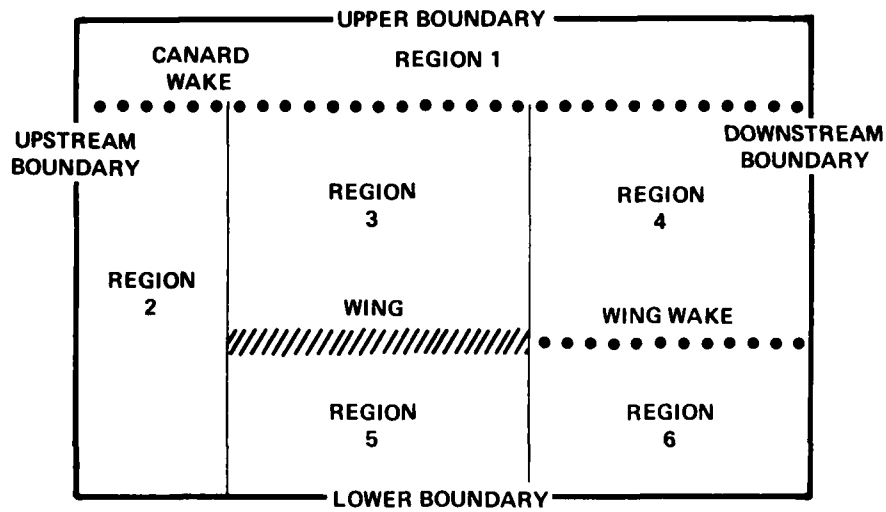 UPPER BOUNDARY
CANARD
WAKE
REGION 1
UPSTREAM
BOUNDARY
DOWNSTREAM
BOUNDARY
REGION
3
REGION
4
REGION
2
WING
WING WAKE
REGION
5
REGION
6
LOWER BOUNDARY